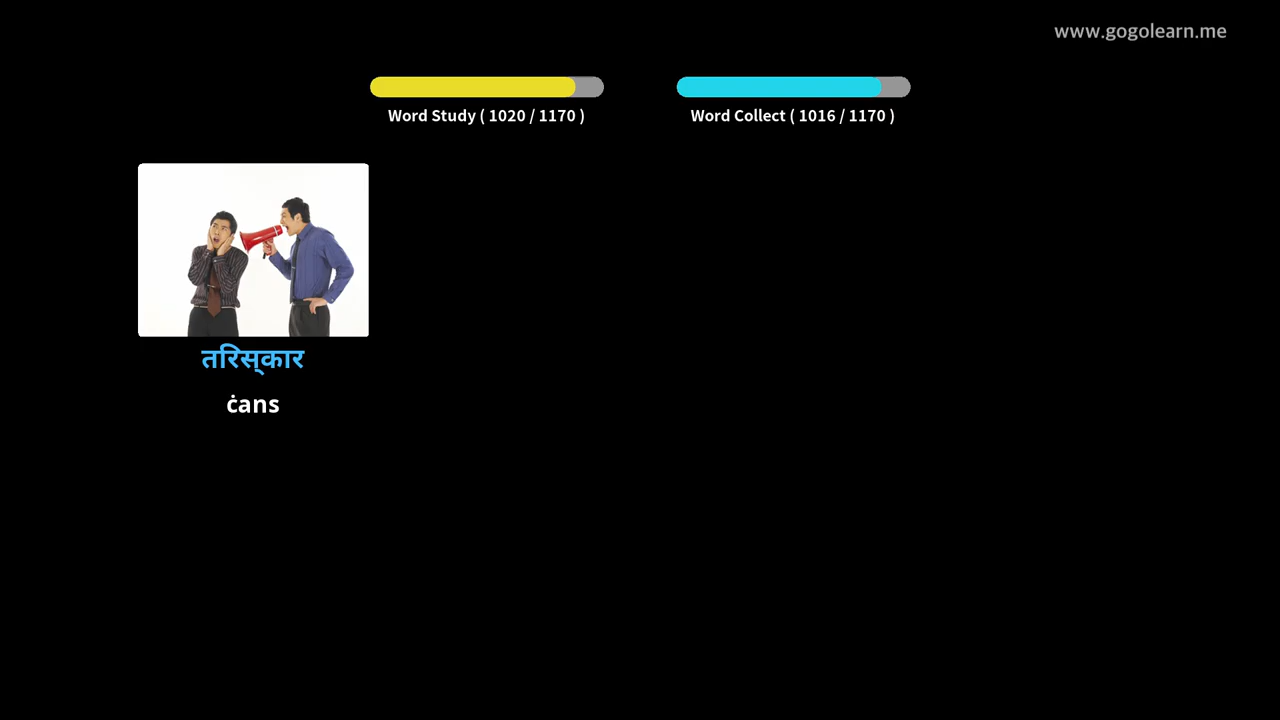 www.gogolearn.me
Word Study ( 1020 / 1170 )
Word Collect ( 1016 / 1170 )
तरिस्कार
ċans